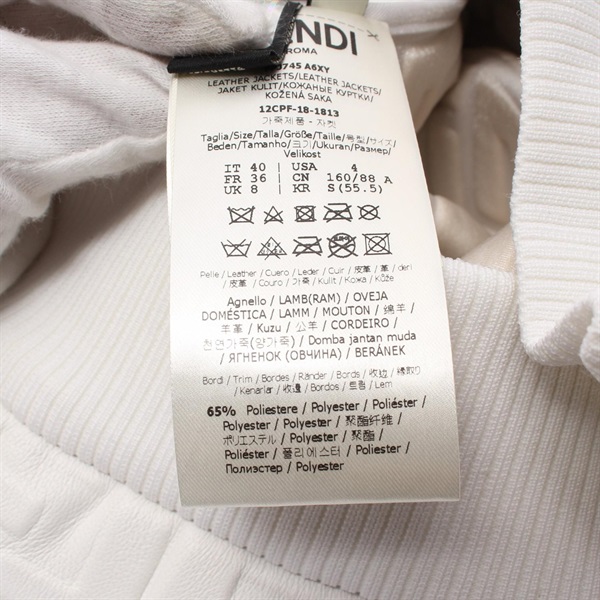 NDI
ROMA
745 A6XY
LEATHER JACKETS/LEATHER JACKETS/
JAKET KULIT/КОЖАНЫЕ КУРТКИ/
KOŽENÁ SAKA
12CPF-18-1813
가죽제품 - 자켓
Taglia/Size/Talla/Größe/Taille/号型/サイズ/
Beden/Tamanho/크기/Ukuran/Размер/
Velikost
IT 40 USA 4
FR 36 CN 160/88 A
UK 8 KR S(55.5)
Pelle / Leather / Cuero / Leder / Cuir / 皮革 / 革 / deri
/ 皮革 / Couro / 가죽 / Kulit / Кожа / Kůže
Agnello / LAMB(RAM) / OVEJA
DOMÉSTICA / LAMM / MOUTON / 绵羊
/ 羊革 / Kuzu / 公羊 / CORDEIRO /
천연가죽(양가죽) / Domba jantan muda
/ ЯГНЕНОК (ОВЧИНА) / BERÁNEK
Bordi / Trim / Bordes / Ränder / Bords / 收边 / 縁取り
/ Kenarlar / 收邊 / Bordos / 트림 / Lem
65% Poliestere / Polyester / Poliéster /
Polyester / Polyester / 聚酯纤维 /
ポリエステル / Polyester / 聚酯 /
Poliéster / 폴리에스터 / Polyester /
Полиэстер / Polyester